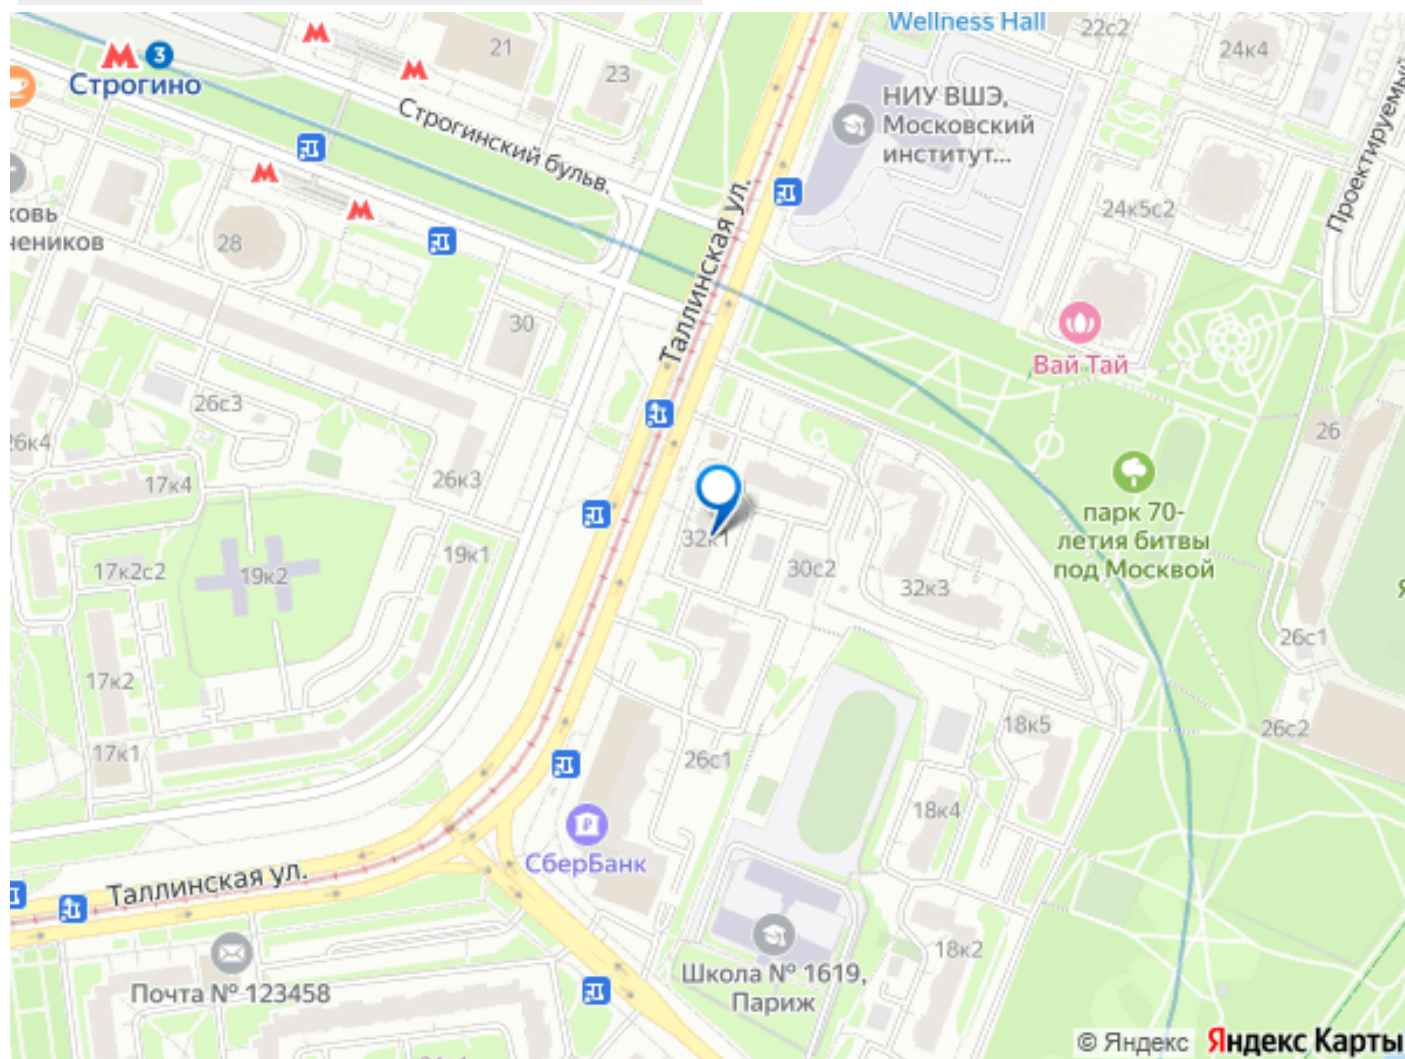 Wellness Hall
22с2
21
24к4
3
Строгино
23
НИУ ВШЭ,
Московский
институт...
Строгинский бульв.
Проектируемый
Таллинская ул.
24к5с2
28
чеников
30
Вай Тай
26с3
26
26к4
26к3
17к4
парк 70-
летия битвы
под Москвой
32к1
19к1
17к2с2
19к2
30с2
32к3
26с1
17к2
18к5
26с2
17к1
26с1
18к4
СберБанк
Таллинская ул.
18к2
Школа № 1619,
Париж
Почта № 123458
© Яндекс Яндекс Карты